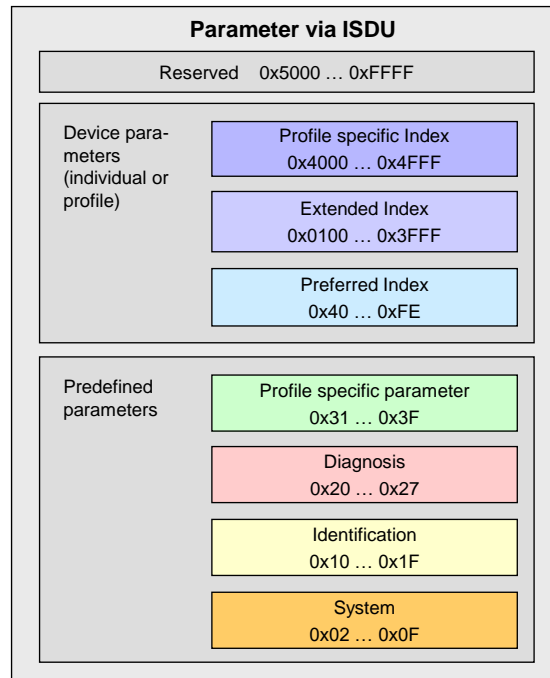 Parameter via ISDU
Reserved 0x5000 … 0xFFFF
Device para-
meters
(individual or
profile)
Profile specific Index
0x4000 … 0x4FFF
Extended Index
0x0100 … 0x3FFF
Preferred Index
0x40 … 0xFE
Predefined
parameters
Profile specific parameter
0x31 … 0x3F
Diagnosis
0x20 … 0x27
Identification
0x10 … 0x1F
System
0x02 … 0x0F